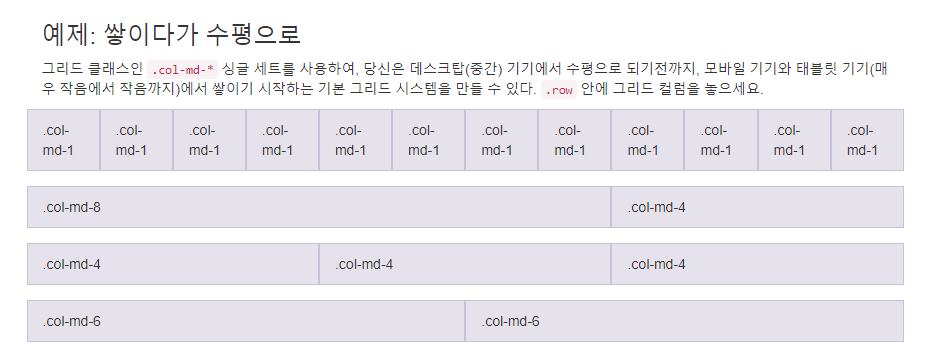 예제: 쌓이다가 수평으로
그리드 클래스인 .col-md-* 싱글 세트를 사용하여, 당신은 데스크탑(중간) 기기에서 수평으로 되기전까지, 모바일 기기와 태블릿 기기(매
우 작음에서 작음까지)에서 쌓이기 시작하는 기본 그리드 시스템을 만들 수 있다. .row 안에 그리드 컬럼을 놓으세요.
.col- .col- .col- .col- .col- .col- .col- .col- .col- .col- .col- .col-
md-1 md-1 md-1 md-1 md-1 md-1 md-1 md-1 md-1 md-1 md-1 md-1
.col-md-8 .col-md-4
.col-md-4 .col-md-4 .col-md-4
.col-md-6 .col-md-6